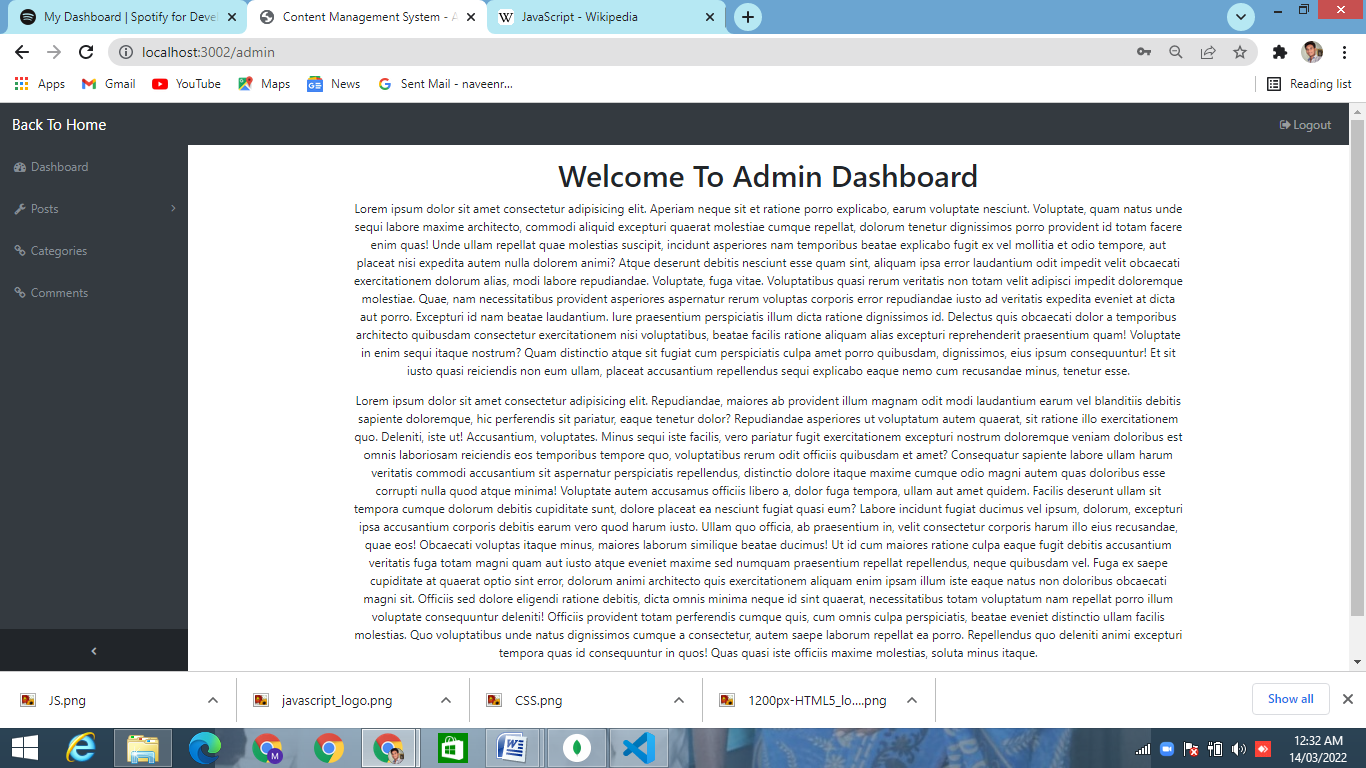 My Dashboard | Spotify for Devel
Content Management System - A
JavaScript - Wikipedia
localhost:3002/admin
Apps
Gmail
YouTube
Maps
News
Sent Mail - naveenr...
Reading list
Back To Home
Logout
Dashboard
Posts
Categories
Comments
Welcome To Admin Dashboard
Lorem ipsum dolor sit amet consectetur adipisicing elit. Aperiam neque sit et ratione porro explicabo, earum voluptate nesciunt. Voluptate, quam natus unde
sequi labore maxime architecto, commodi aliquid excepturi quaerat molestiae cumque repellat, dolorum tenetur dignissimos porro provident id totam facere
enim quas! Unde ullam repellat quae molestias suscipit, incidunt asperiores nam temporibus beatae explicabo fugit ex vel mollitia et odio tempore, aut
placeat nisi expedita autem nulla dolorem animi? Atque deserunt debitis nesciunt esse quam sint, aliquam ipsa error laudantium odit impedit velit obcaecati
exercitationem dolorum alias, modi labore repudiandae. Voluptate, fuga vitae. Voluptatibus quasi rerum veritatis non totam velit adipisci impedit doloremque
molestiae. Quae, nam necessitatibus provident asperiores aspernatur rerum voluptas corporis error repudiandae iusto ad veritatis expedita eveniet at dicta
aut porro. Excepturi id nam beatae laudantium. Iure praesentium perspiciatis illum dicta ratione dignissimos id. Delectus quis obcaecati dolor a temporibus
architecto quibusdam consectetur exercitationem nisi voluptatibus, beatae facilis ratione aliquam alias excepturi reprehenderit praesentium quam! Voluptate
in enim sequi itaque nostrum? Quam distinctio atque sit fugiat cum perspiciatis culpa amet porro quibusdam, dignissimos, eius ipsum consequuntur! Et sit
iusto quasi reiciendis non eum ullam, placeat accusantium repellendus sequi explicabo eaque nemo cum recusandae minus, tenetur esse.
Lorem ipsum dolor sit amet consectetur adipisicing elit. Repudiandae, maiores ab provident illum magnam odit modi laudantium earum vel blanditiis debitis
sapiente doloremque, hic perferendis sit pariatur, eaque tenetur dolor? Repudiandae asperiores ut voluptatum autem quaerat, sit ratione illo exercitationem
quo. Deleniti, iste ut! Accusantium, voluptates. Minus sequi iste facilis, vero pariatur fugit exercitationem excepturi nostrum doloremque veniam doloribus est
omnis laboriosam reiciendis eos temporibus tempore quo, voluptatibus rerum odit officiis quibusdam et amet? Consequatur sapiente labore ullam harum
veritatis commodi accusantium sit aspernatur perspiciatis repellendus, distinctio dolore itaque maxime cumque odio magni autem quas doloribus esse
corrupti nulla quod atque minima! Voluptate autem accusamus officiis libero a, dolor fuga tempora, ullam aut amet quidem. Facilis deserunt ullam sit
tempora cumque dolorum debitis cupiditate sunt, dolore placeat ea nesciunt fugiat quasi eum? Labore incidunt fugiat ducimus vel ipsum, dolorum, excepturi
ipsa accusantium corporis debitis earum vero quod harum iusto. Ullam quo officia, ab praesentium in, velit consectetur corporis harum illo eius recusandae,
quae eos! Obcaecati voluptas itaque minus, maiores laborum similique beatae ducimus! Ut id cum maiores ratione culpa eaque fugit debitis accusantium
veritatis fuga totam magni quam aut iusto atque eveniet maxime sed numquam praesentium repellat repellendus, neque quibusdam vel. Fuga ex saepe
cupiditate at quaerat optio sint error, dolorum animi architecto quis exercitationem aliquam enim ipsam illum iste eaque natus non doloribus obcaecati
magni sit. Officiis sed dolore eligendi ratione debitis, dicta omnis minima neque id sint quaerat, necessitatibus totam voluptatum nam repellat porro illum
voluptate consequuntur deleniti! Officiis provident totam perferendis cumque quis, cum omnis culpa perspiciatis, beatae eveniet distinctio ullam facilis
molestias. Quo voluptatibus unde natus dignissimos cumque a consectetur, autem saepe laborum repellat ea porro. Repellendus quo deleniti animi excepturi
tempora quas id consequuntur in quos! Quas quasi iste officiis maxime molestias, soluta minus itaque.
JS.png
javascript_logo.png
CSS.png
1200px-HTML5_lo....png
Show all
12:32 AM
14/03/2022